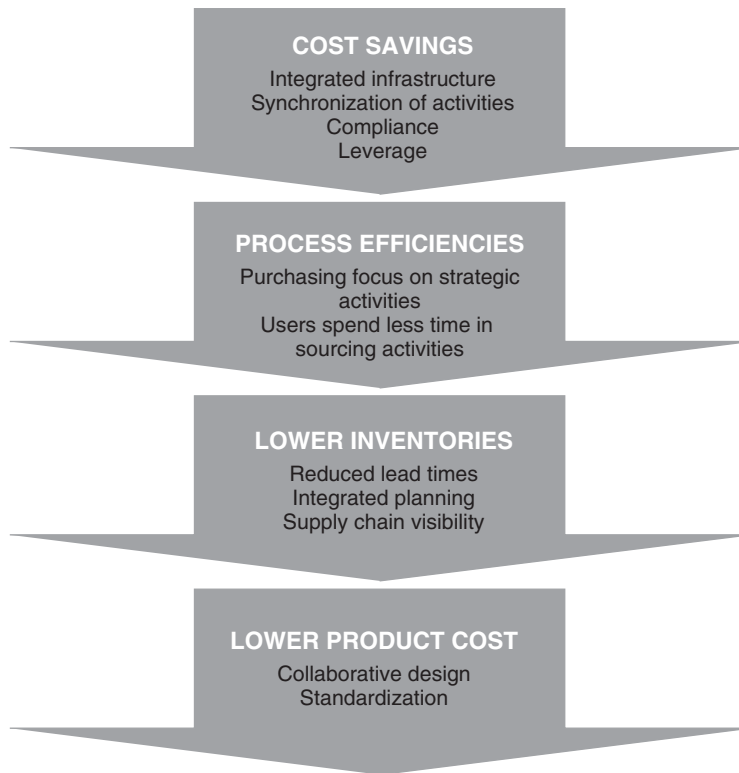 COST SAVINGS
Integrated infrastructure
Synchronization of activities
Compliance
Leverage
PROCESS EFFICIENCIES
Purchasing focus on strategic
activities
Users spend less time in
sourcing activities
LOWER INVENTORIES
Reduced lead times
Integrated planning
Supply chain visibility
LOWER PRODUCT COST
Collaborative design
Standardization